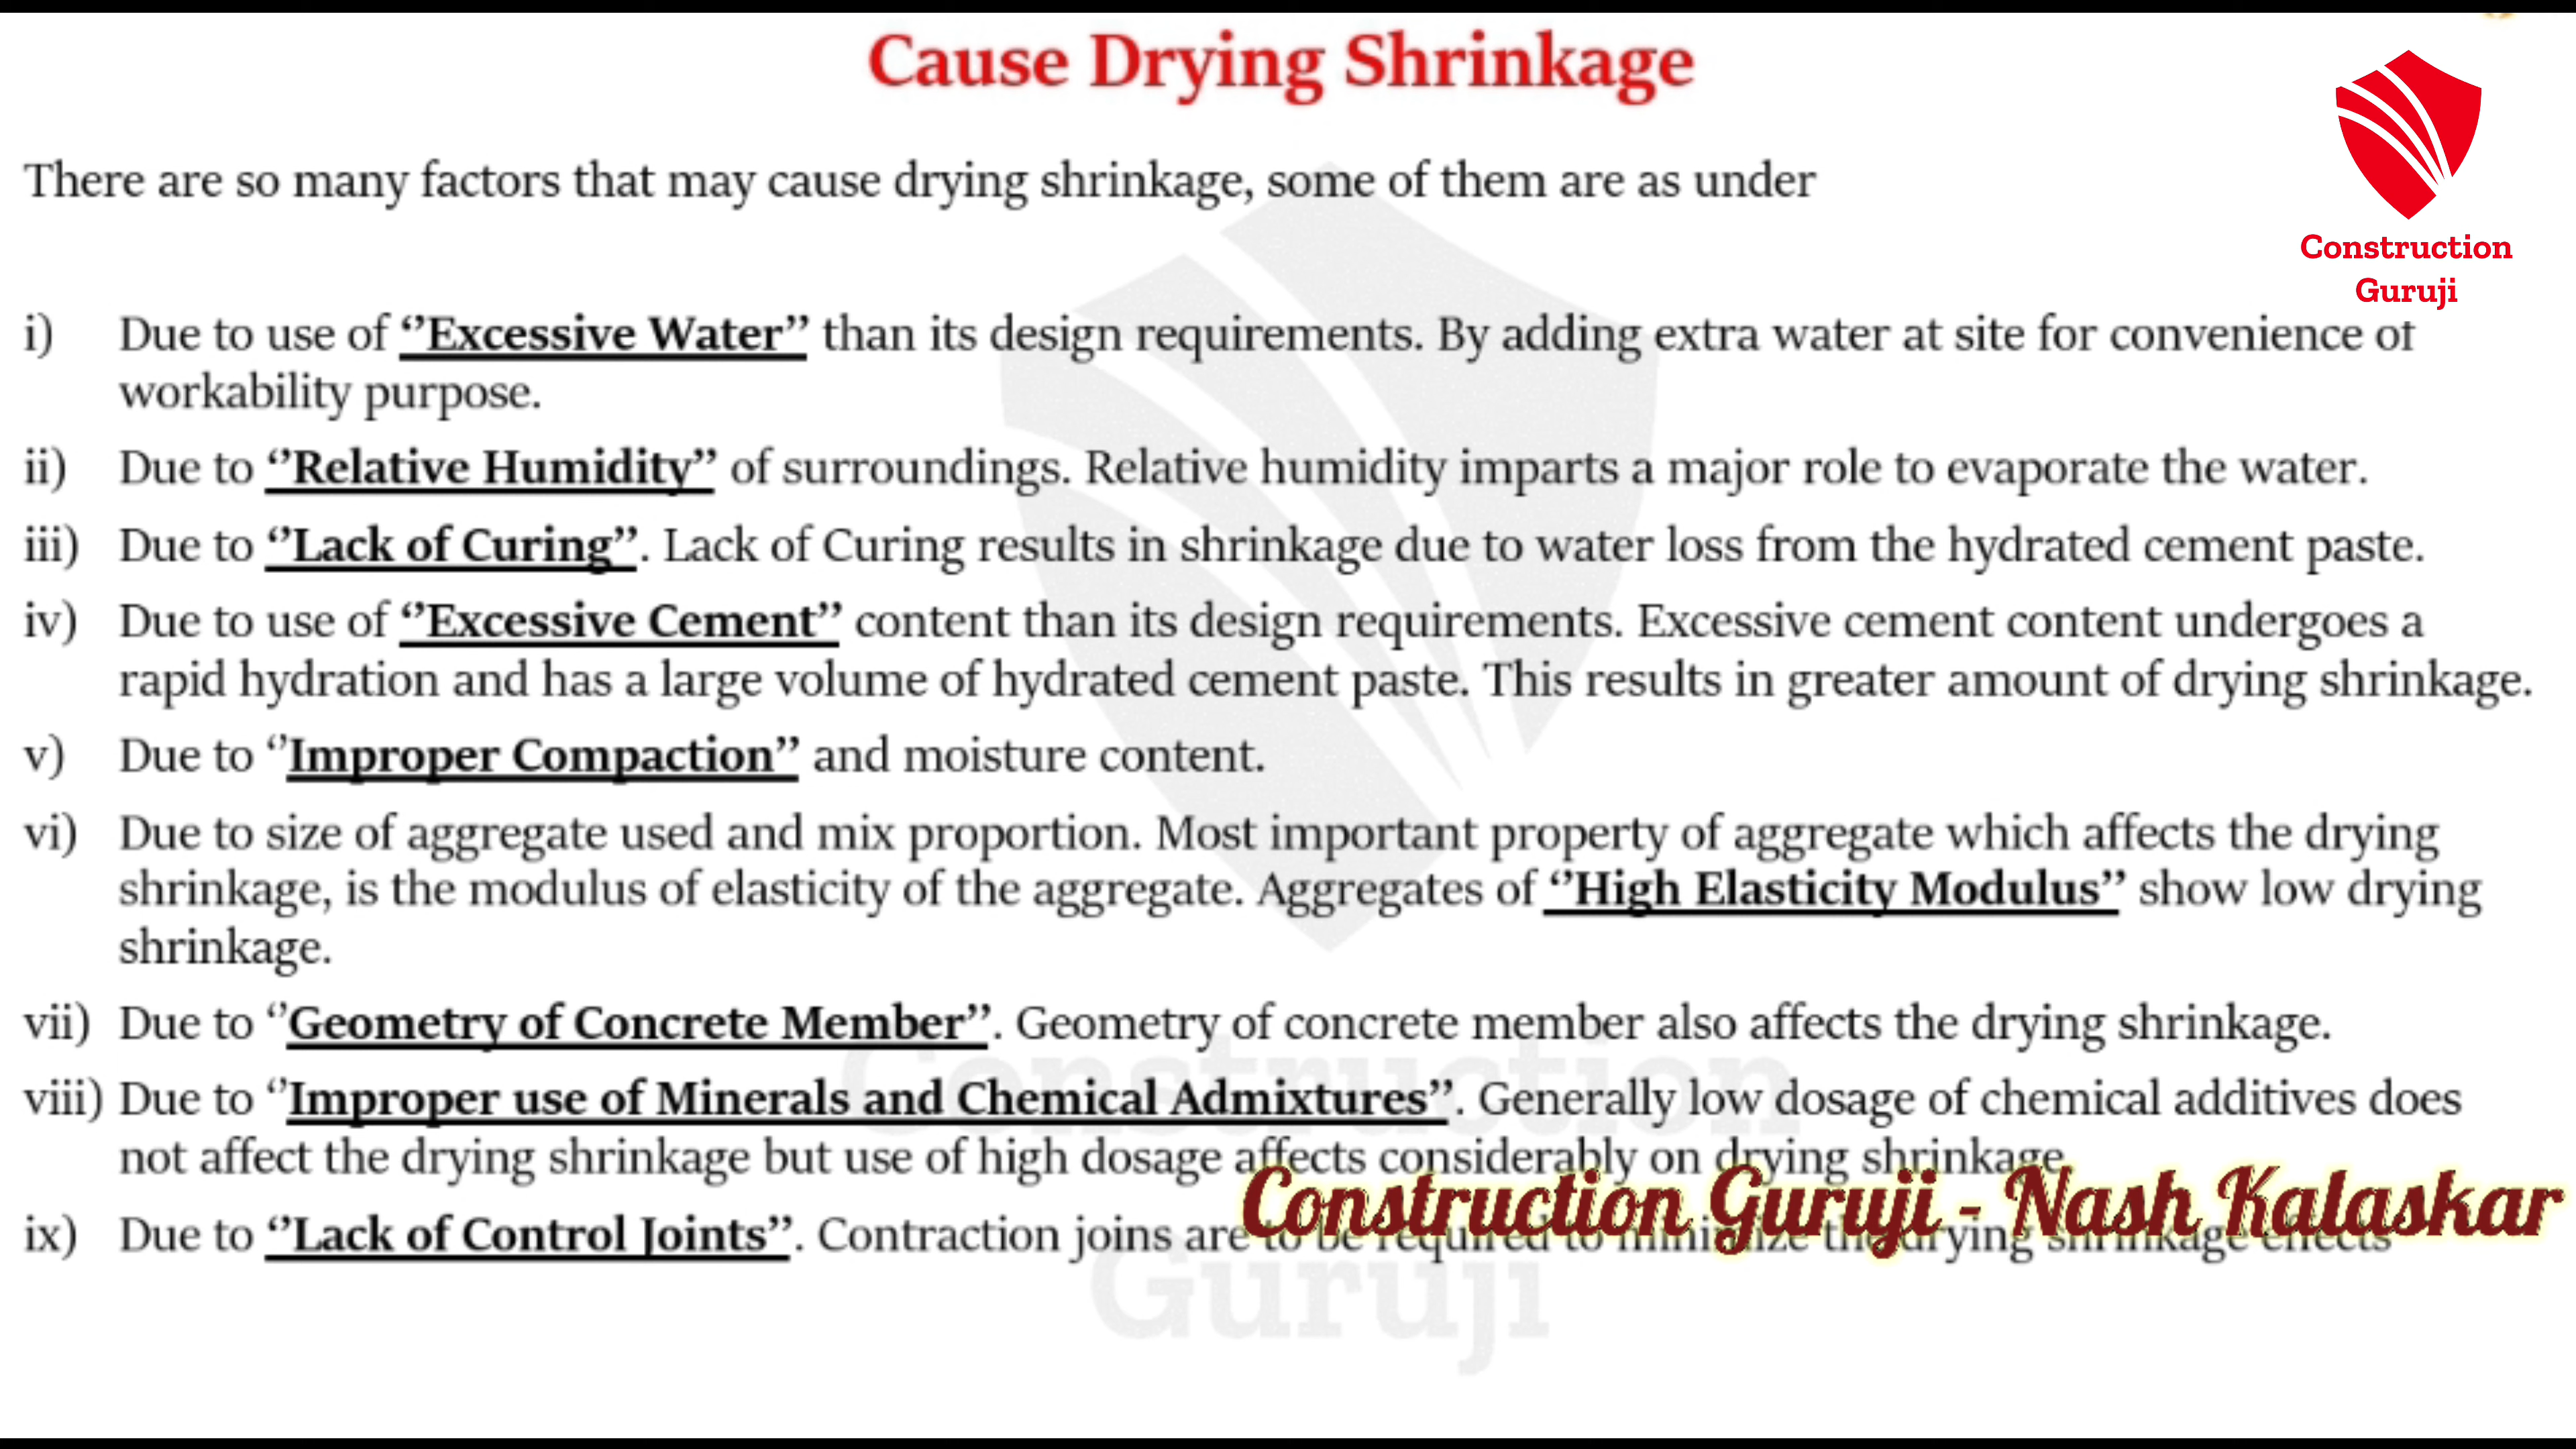 Cause Drying Shrinkage
Construction
Guruji
There are so many factors that may cause drying shrinkage, some of them are as under
i) Due to use of ‘’Excessive Water’’ than its design requirements. By adding extra water at site for convenience of
workability purpose.
ii) Due to ‘’Relative Humidity’’ of surroundings. Relative humidity imparts a major role to evaporate the water.
iii) Due to ‘’Lack of Curing’’. Lack of Curing results in shrinkage due to water loss from the hydrated cement paste.
iv) Due to use of ‘’Excessive Cement’’ content than its design requirements. Excessive cement content undergoes a
rapid hydration and has a large volume of hydrated cement paste. This results in greater amount of drying shrinkage.
v) Due to ‘’Improper Compaction’’ and moisture content.
vi) Due to size of aggregate used and mix proportion. Most important property of aggregate which affects the drying
shrinkage, is the modulus of elasticity of the aggregate. Aggregates of ‘’High Elasticity Modulus’’ show low drying
shrinkage.
vii) Due to ‘’Geometry of Concrete Member’’. Geometry of concrete member also affects the drying shrinkage.
viii) Due to ‘’Improper use of Minerals and Chemical Admixtures’’. Generally low dosage of chemical additives does
not affect the drying shrinkage but use of high dosage affects considerably on drying shrinkage.
Construction Guruji - Nash Kalaskar
ix) Due to ‘’Lack of Control Joints’’. Contraction joins are to be required to minimize the drying shrinkage effects
Construction
Guruji